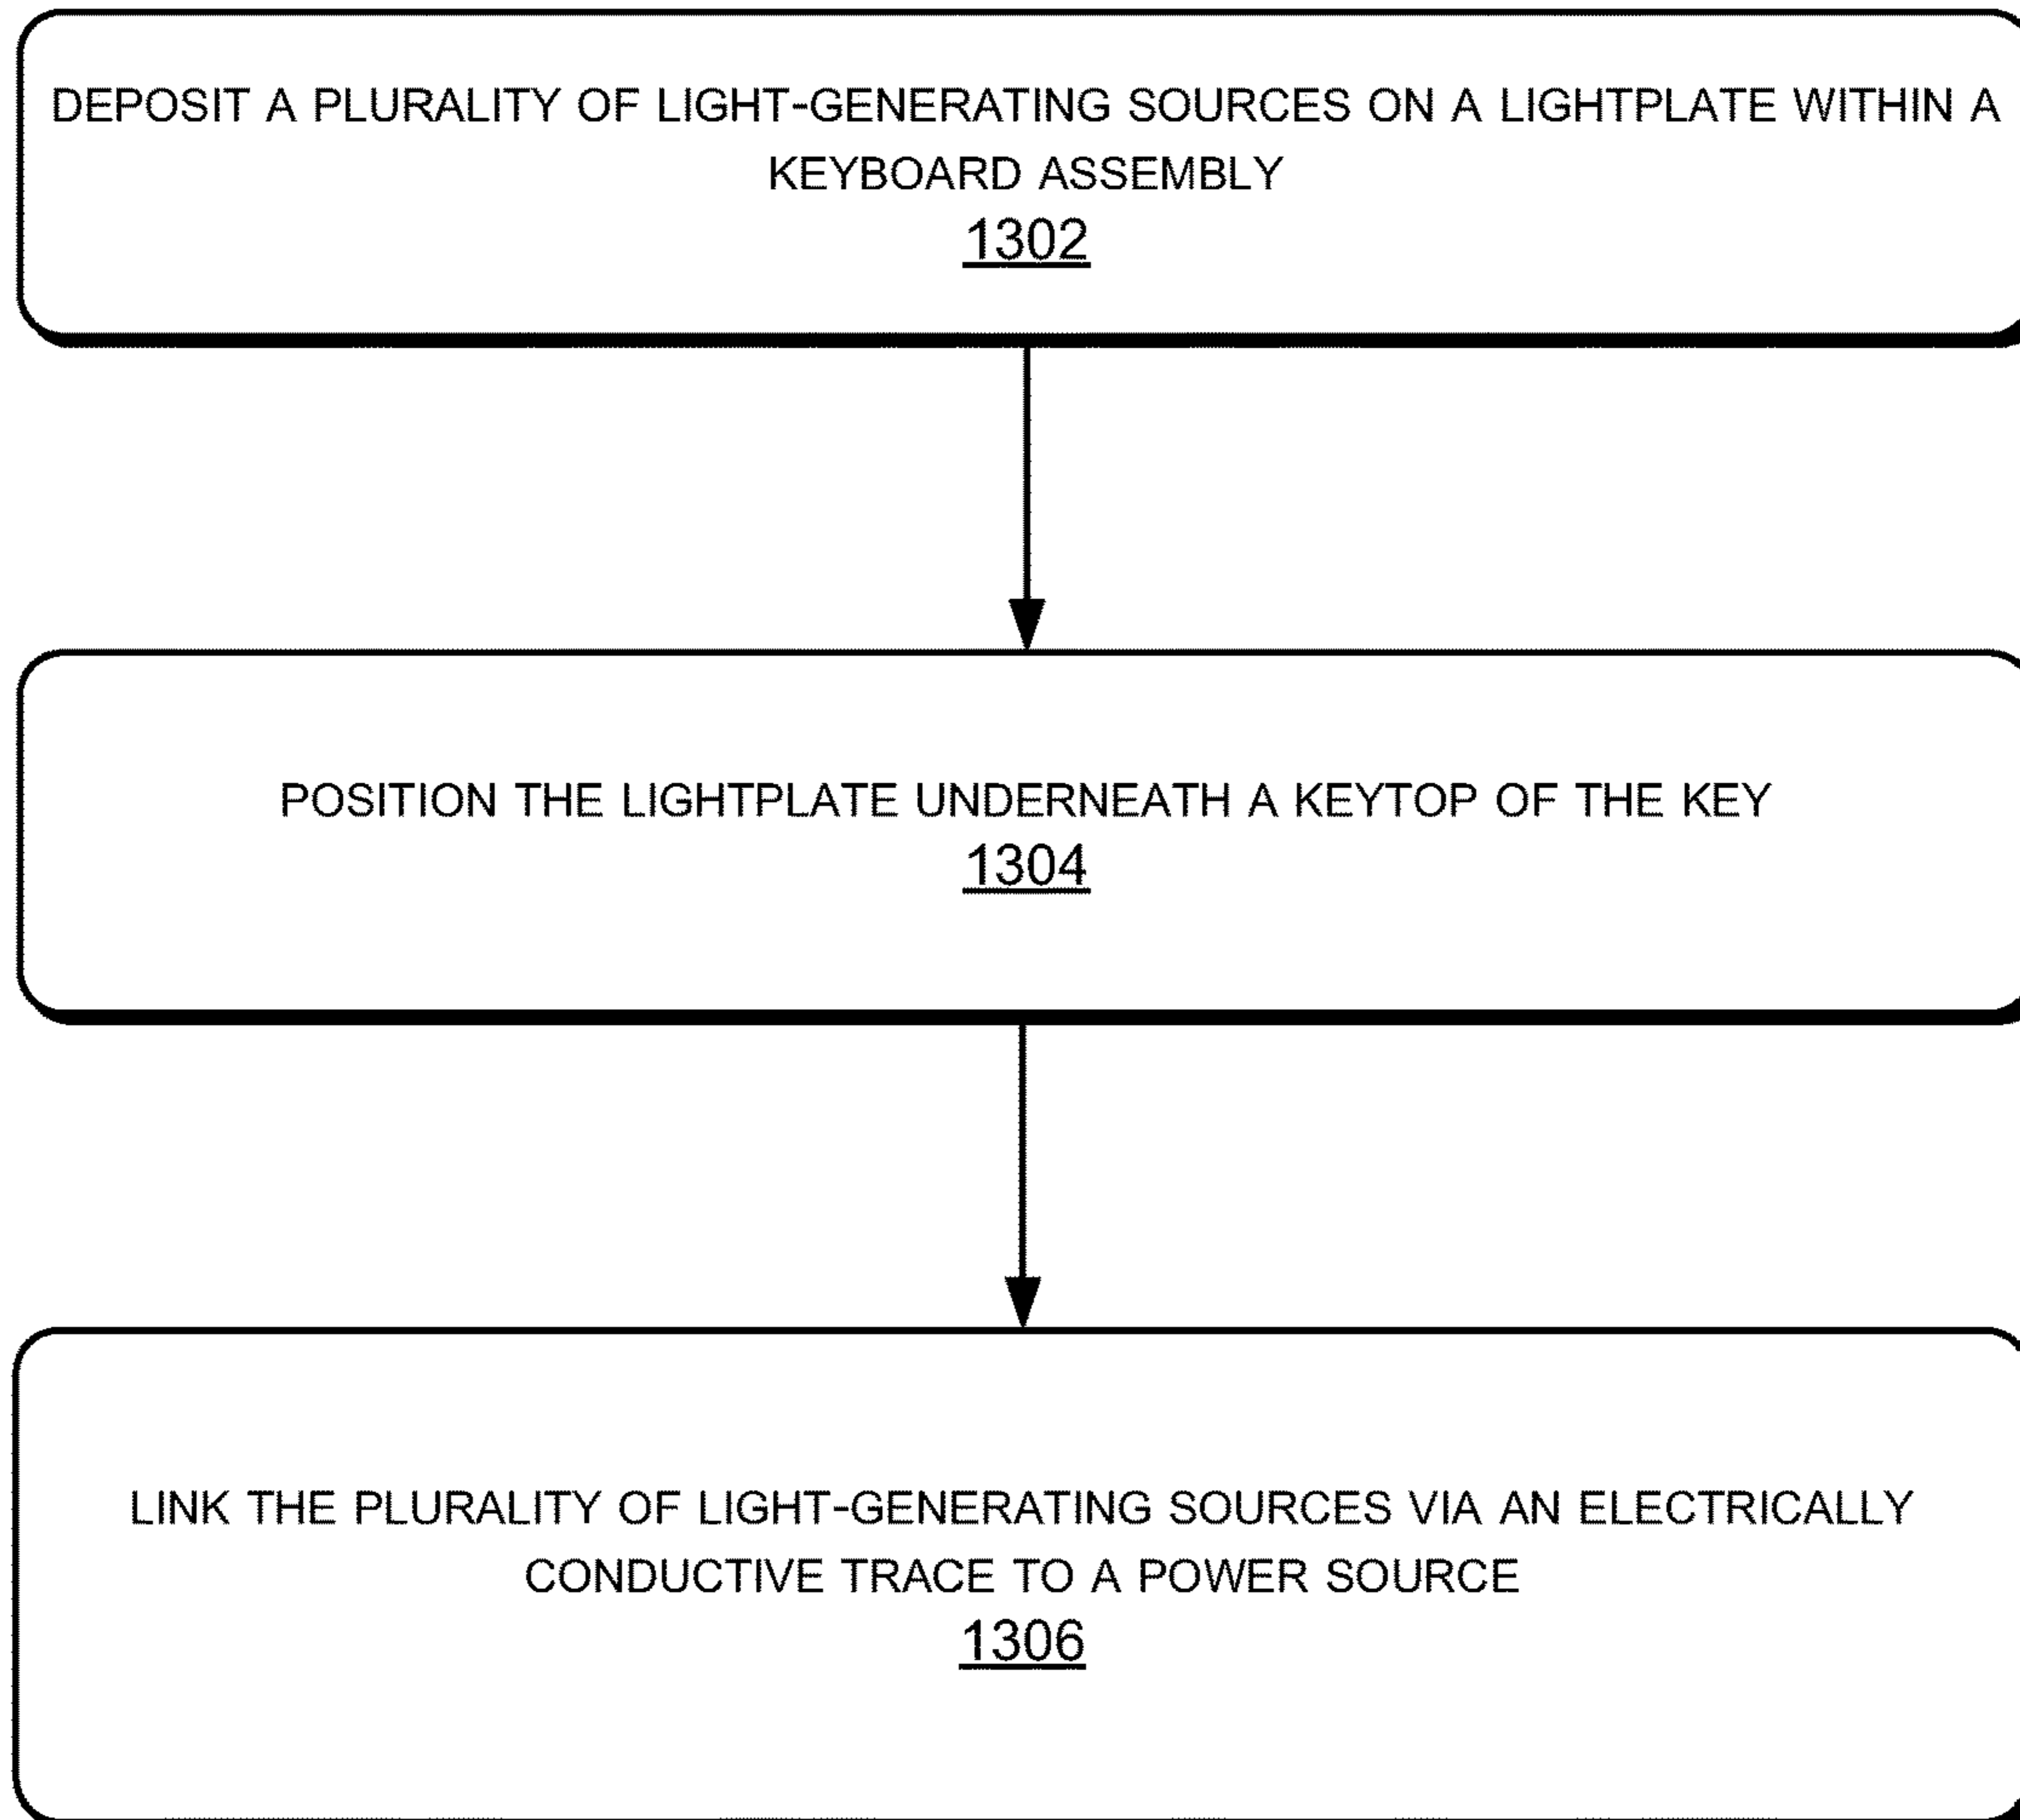 DEPOSIT A PLURALITY OF LIGHT-GENERATING SOURCES ON A LIGHTPLATE WITHIN A
KEYBOARD ASSEMBLY
1302
POSITION THE LIGHTPLATE UNDERNEATH A KEYTOP OF THE KEY
1304
LINK THE PLURALITY OF LIGHT-GENERATING SOURCES VIA AN ELECTRICALLY
CONDUCTIVE TRACE TO A POWER SOURCE
1306